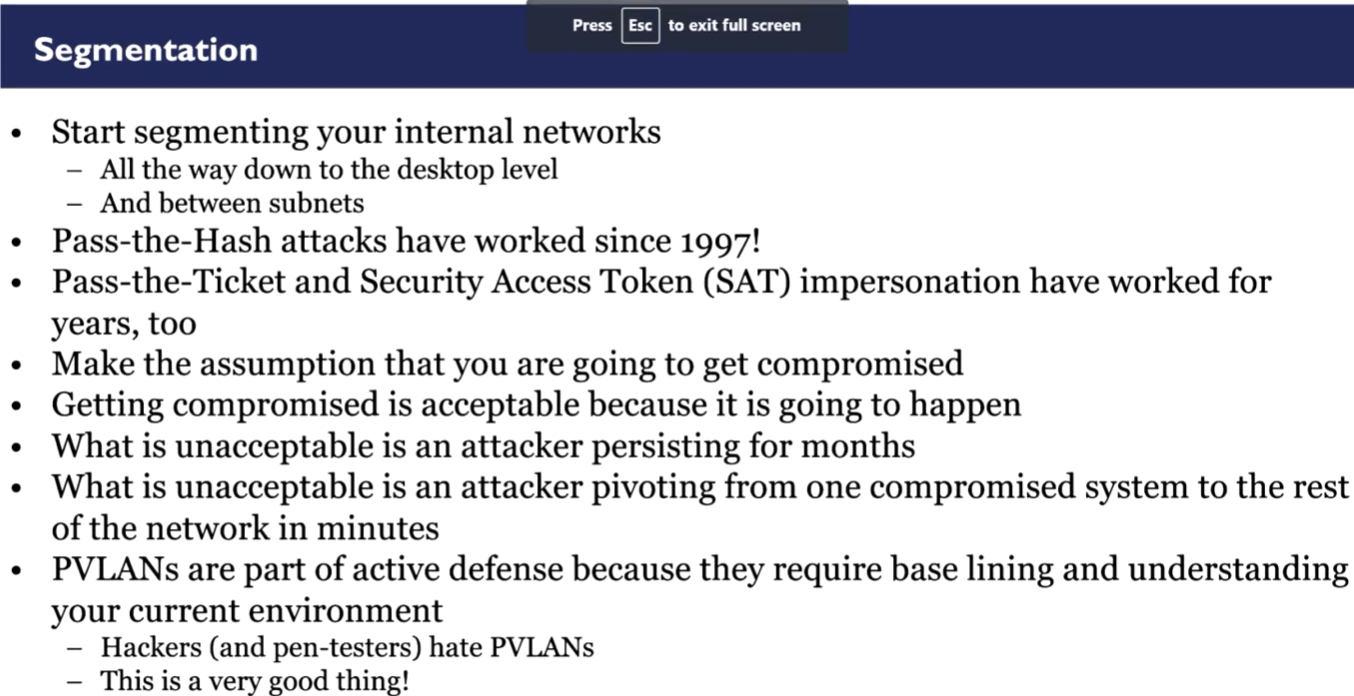 Press Esc to exit full screen
Segmentation
• Start segmenting your internal networks
– All the way down to the desktop level
– And between subnets
• Pass-the-Hash attacks have worked since 1997!
• Pass-the-Ticket and Security Access Token (SAT) impersonation have worked for
years, too
• Make the assumption that you are going to get compromised
• Getting compromised is acceptable because it is going to happen
• What is unacceptable is an attacker persisting for months
• What is unacceptable is an attacker pivoting from one compromised system to the rest
of the network in minutes
• PVLANs are part of active defense because they require base lining and understanding
your current environment
– Hackers (and pen-testers) hate PVLANs
– This is a very good thing!